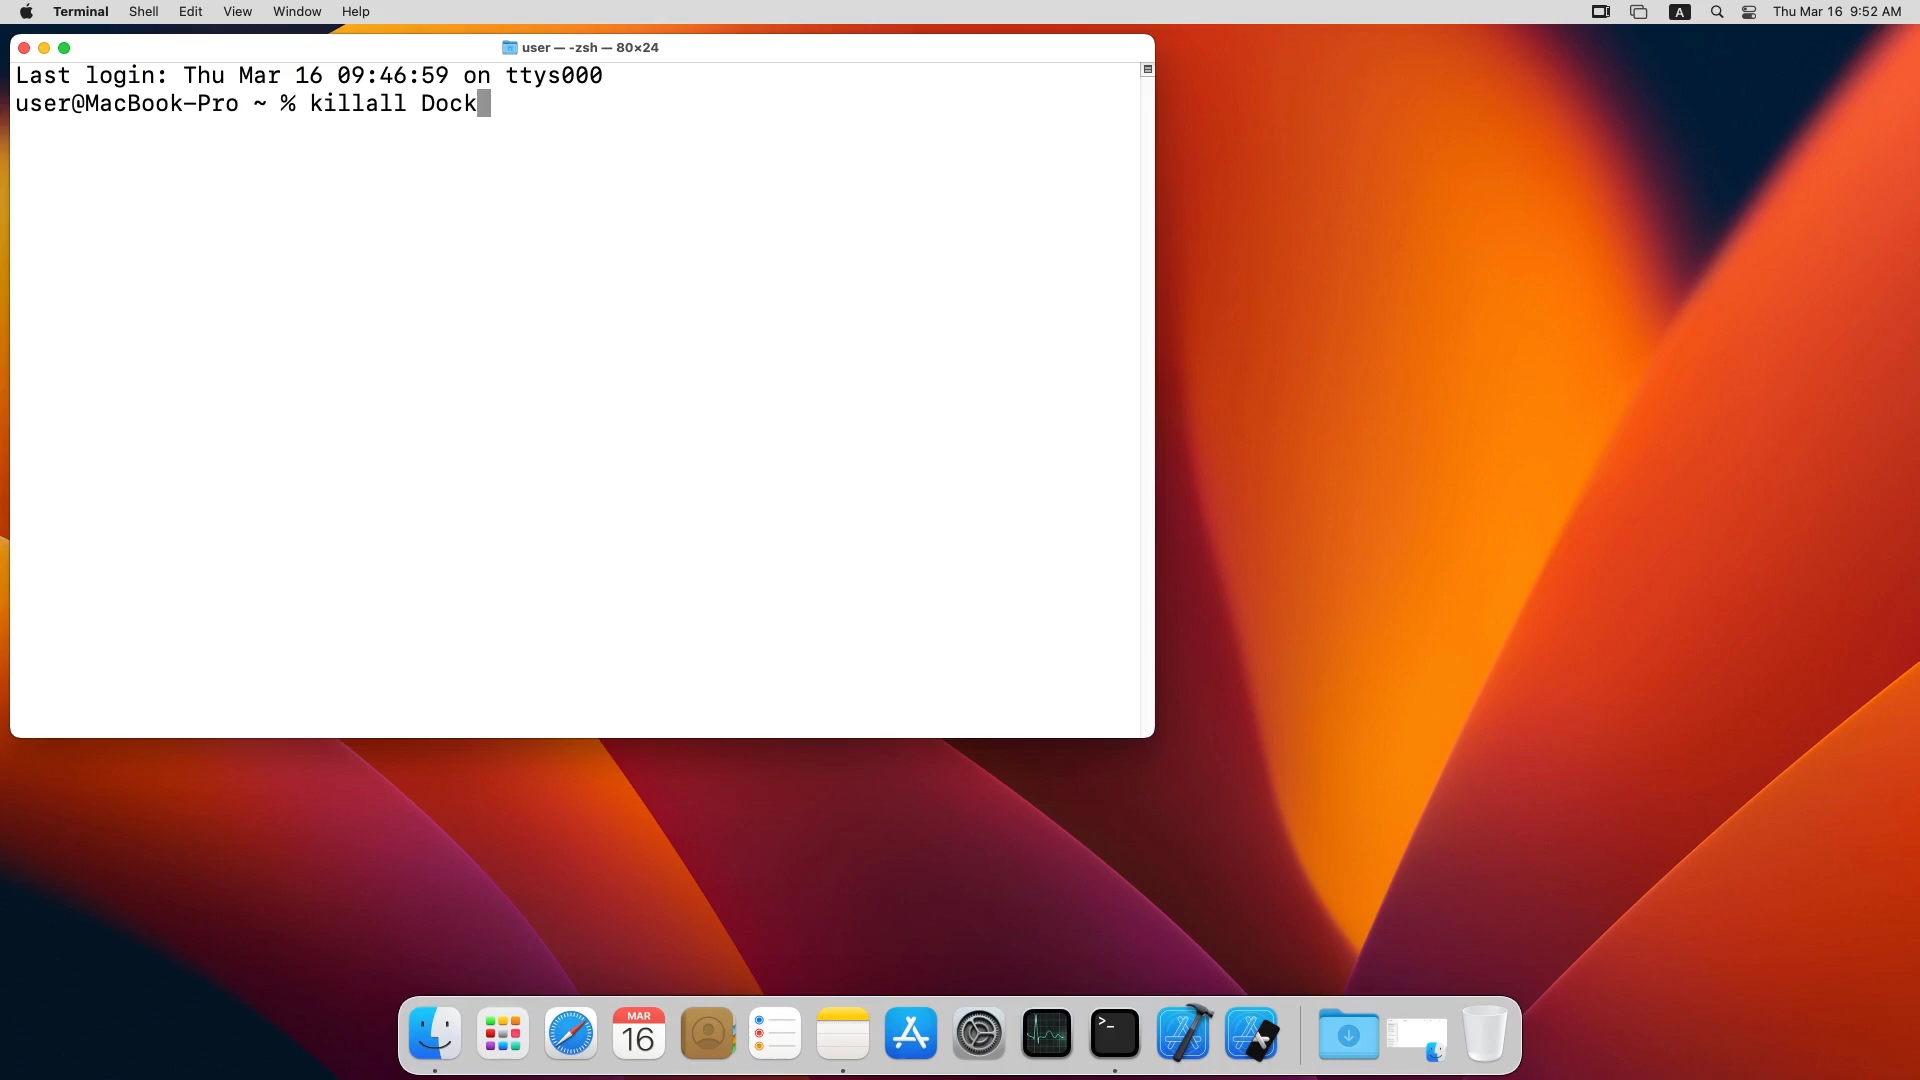 Terminal Shell Edit View Window Help A Thu Mar 16 9:52 AM
user — -zsh — 80×24
Last login: Thu Mar 16 09:46:59 on ttys000
user@MacBook-Pro ~ % killall Dock
MAR
16
>_